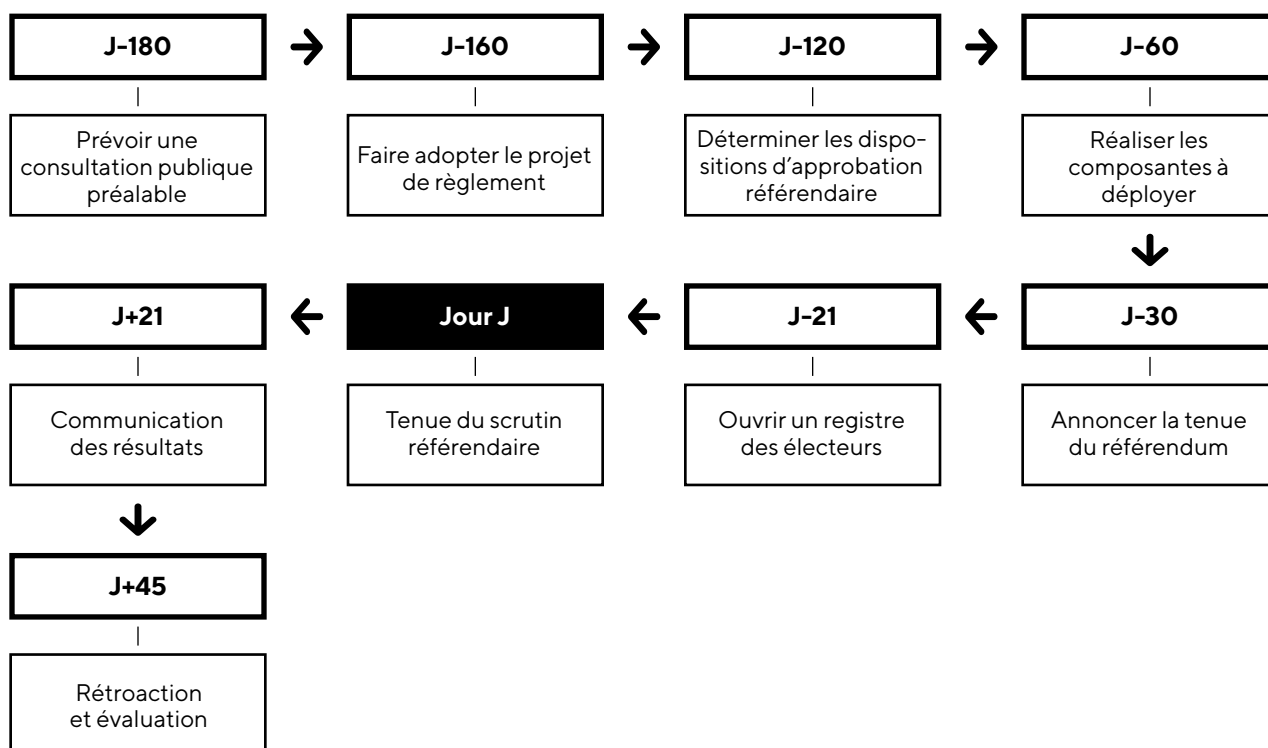 J-180
Prévoir une
consultation publique
préalable
J-160
Faire adopter le projet
de règlement
J-120
Déterminer les dispo-
sitions d'approbation
référendaire
J-60
Réaliser les
composantes à
déployer
J-30
Annoncer la tenue
du référendum
J-21
Ouvrir un registre
des électeurs
Jour J
Tenue du scrutin
référendaire
J+21
Communication
des résultats
J+45
Rétroaction
et évaluation